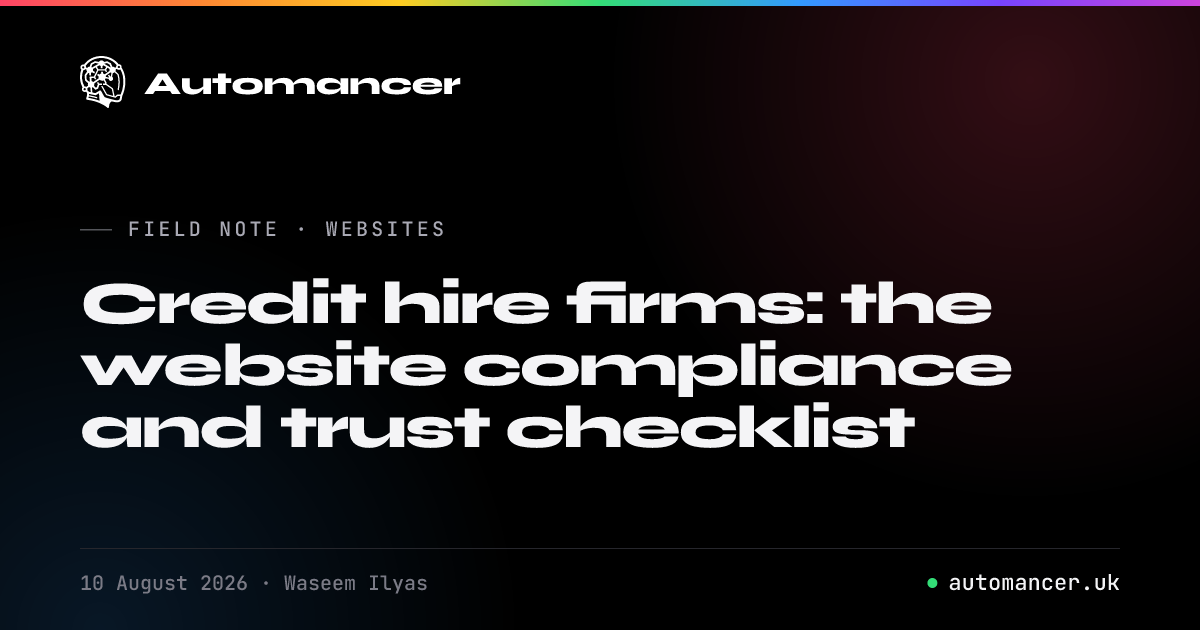 Automancer
FIELD NOTE · WEBSITES
Credit hire firms: the
website compliance
and trust checklist
10 August 2026 · Waseem Ilyas
automancer.uk